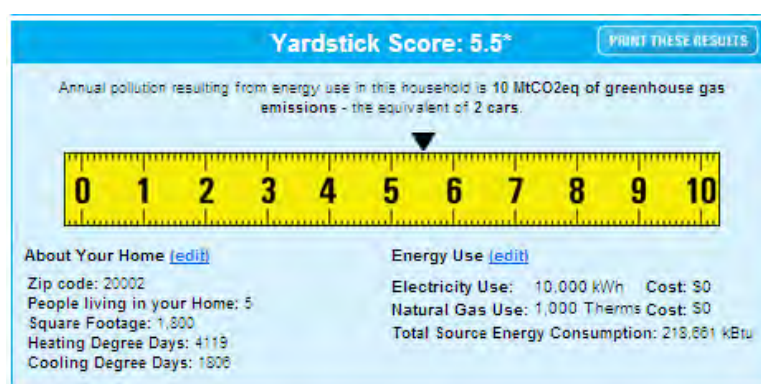 Yardstick Score: 5.5*
PRINT THESE RESULTS
Annual pollution resulting from energy use in this household is 10 MtCO2eq of greenhouse gas
emissions - the equivalent of 2 cars.
0 1 2 3 4 5 6 7 8 9 10
About Your Home (edit)
Zip code: 20002
People living in your Home: 5
Square Footage: 1,800
Heating Degree Days: 4119
Cooling Degree Days: 1806
Energy Use (edit)
Electricity Use: 10,000 kWh Cost: $0
Natural Gas Use: 1,000 Therms Cost: $0
Total Source Energy Consumption: 218,661 kBtu